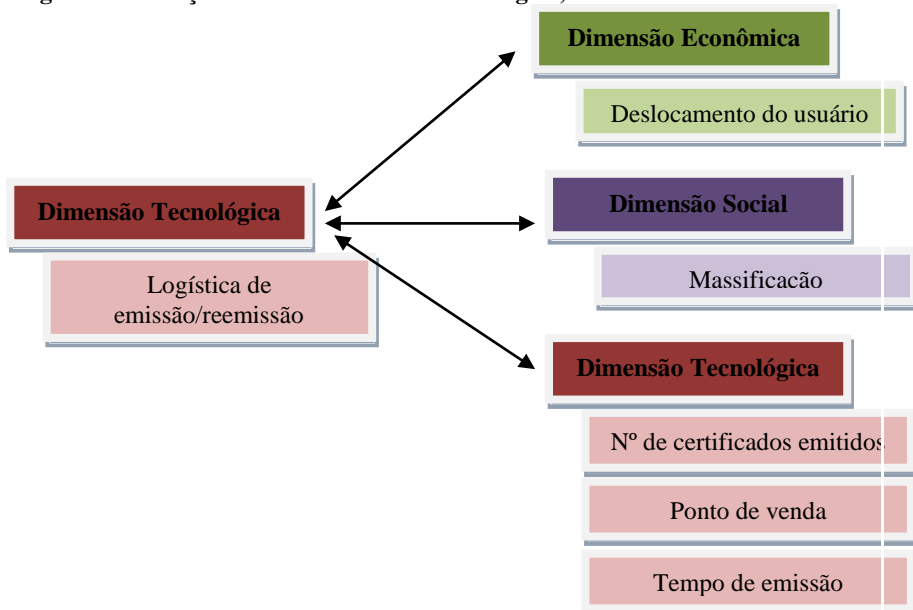 Dimensão Econômica
Deslocamento do usuário
Dimensão Tecnológica
Logística de
emissão/reemissão
Dimensão Social
Massificacão
Dimensão Tecnológica
Nº de certificados emitidos
Ponto de venda
Tempo de emissão